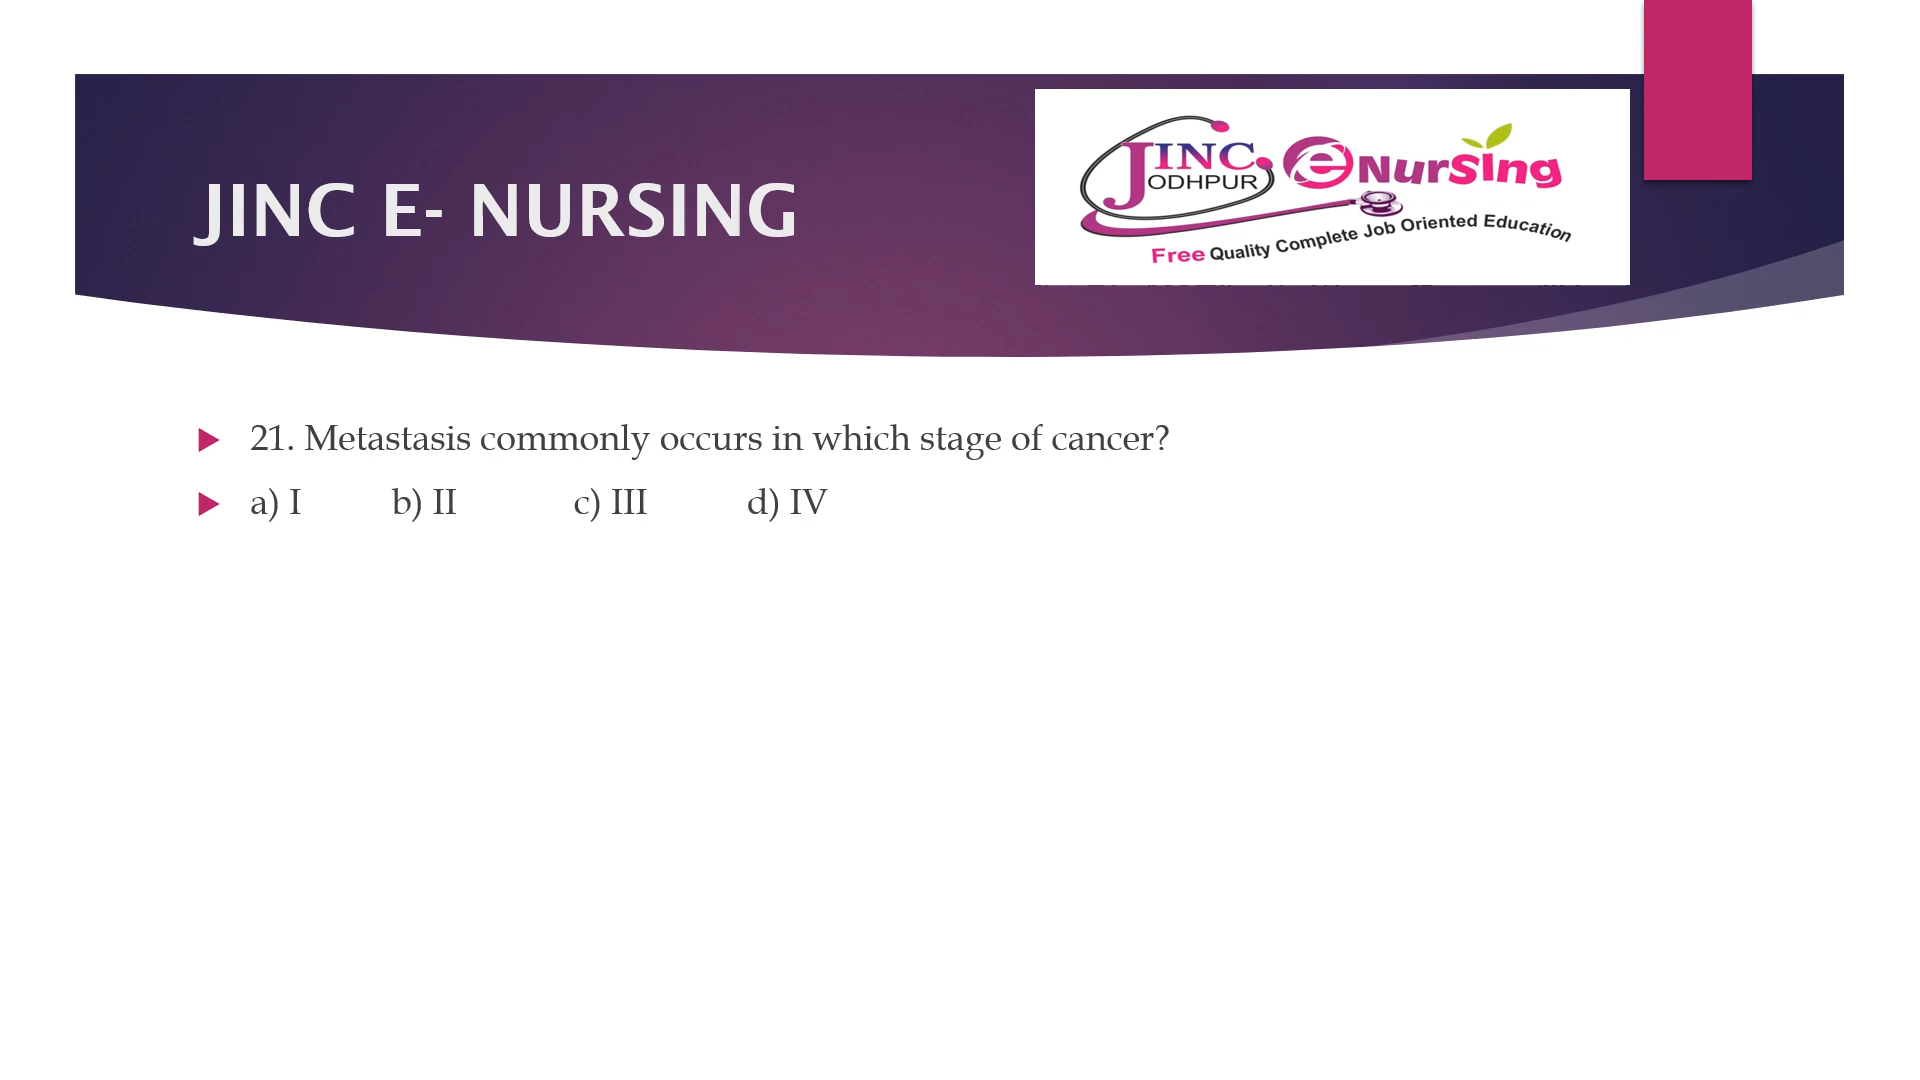 JINC E- NURSING
JINC
ODHPUR
eNursing
Free Quality Complete Job Oriented Education
21. Metastasis commonly occurs in which stage of cancer?
a) I b) II c) III d) IV